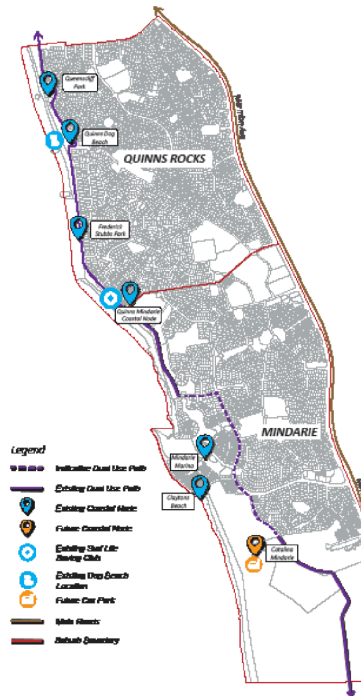 Queenscliff
Park
Quinns Dog
Beach
QUINNS ROCKS
Frederick
Stubbs Park
Quinns Mindarie
Coastal Node
MINDARIE
Mindarie
Marina
Claytons
Beach
Catalina
Mindarie
Legend
Indicative Dual Use Path
Existing Dual Use Path
Existing Coastal Node
Future Coastal Node
Existing Surf Life
Saving Club
Existing Dog Beach
Location
Future Car Park
Main Roads
Suburb Boundary